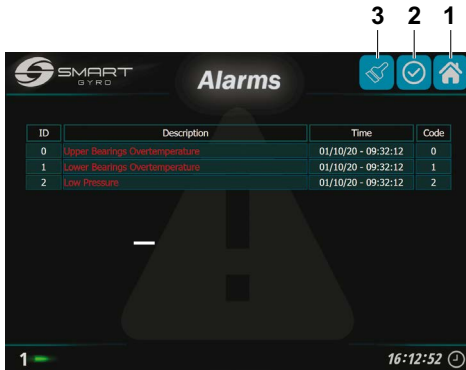 3 2 1
SMART
GYRO
Alarms
ID Description Time Code
0 Upper Bearings Overtemperature 01/10/20 - 09:32:12 0
1 Lower Bearings Overtemperature 01/10/20 - 09:32:12 1
2 Low Pressure 01/10/20 - 09:32:12 2
1 16:12:52